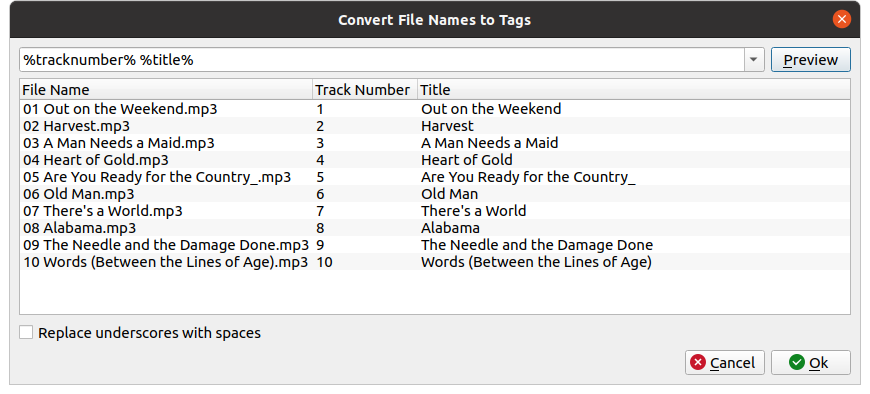 Convert File Names to Tags
%tracknumber% %title% Preview
File Name Track Number Title
01 Out on the Weekend.mp3 1 Out on the Weekend
02 Harvest.mp3 2 Harvest
03 A Man Needs a Maid.mp3 3 A Man Needs a Maid
04 Heart of Gold.mp3 4 Heart of Gold
05 Are You Ready for the Country_.mp3 5 Are You Ready for the Country_
06 Old Man.mp3 6 Old Man
07 There's a World.mp3 7 There's a World
08 Alabama.mp3 8 Alabama
09 The Needle and the Damage Done.mp3 9 The Needle and the Damage Done
10 Words (Between the Lines of Age).mp3 10 Words (Between the Lines of Age)
Replace underscores with spaces
Cancel Ok